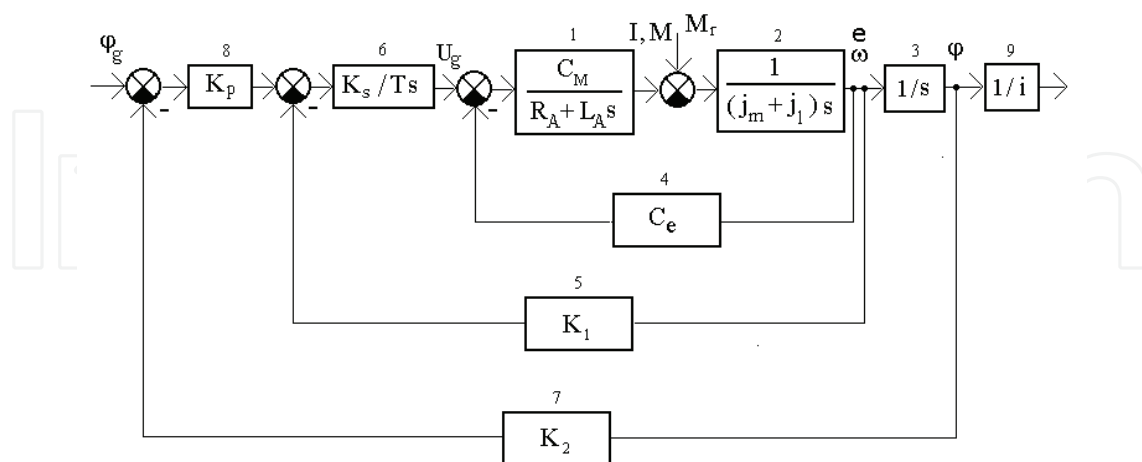 φg
8
Kp
-
6
Ks/Ts
-
Ug
1
CM
RA+LAs
-
I, M
Mr
2
1
(jm+jl)s
e
ω
3
1/s
φ
9
1/i
4
Ce
5
K1
7
K2